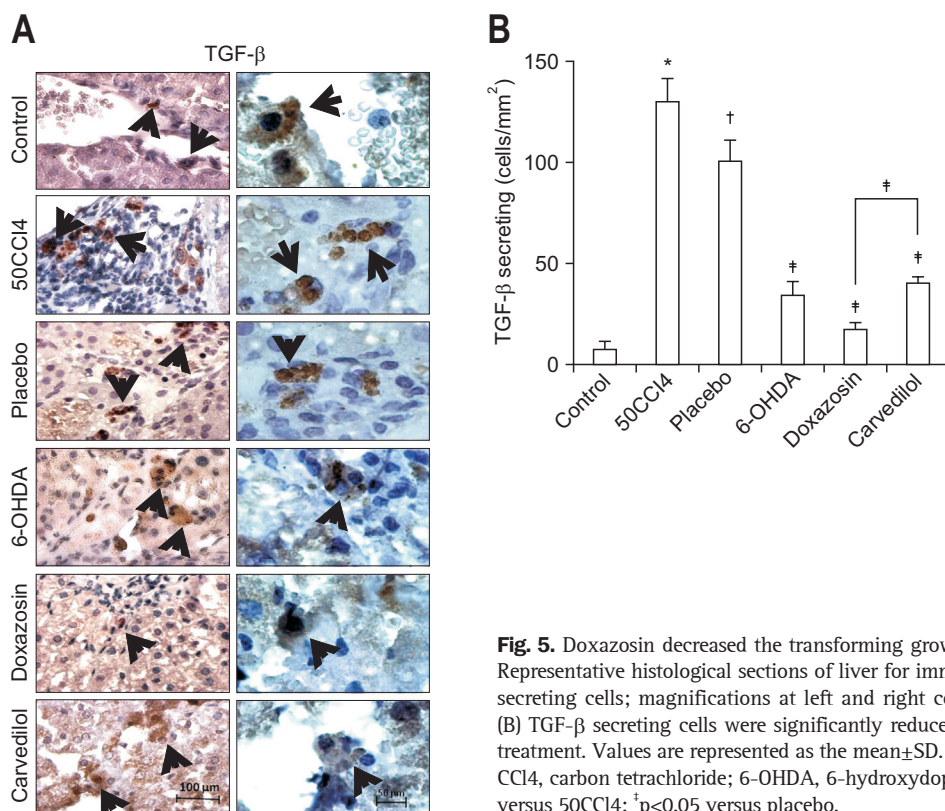 A
TGF-β
Control
50CCl4
Placebo
6-OHDA
Doxazosin
Carvedilol
100 µm
50 µm
B
TGF-β secreting (cells/mm²)
150
100
50
0
*
†
‡
‡
‡
‡
Control
50CCl4
Placebo
6-OHDA
Doxazosin
Carvedilol
Fig. 5. Doxazosin decreased the transforming grow
Representative histological sections of liver for imm
secreting cells; magnifications at left and right co
(B) TGF-β secreting cells were significantly reduce
treatment. Values are represented as the mean±SD.
CCl4, carbon tetrachloride; 6-OHDA, 6-hydroxydor
versus 50CCl4; ‡p<0.05 versus placebo.